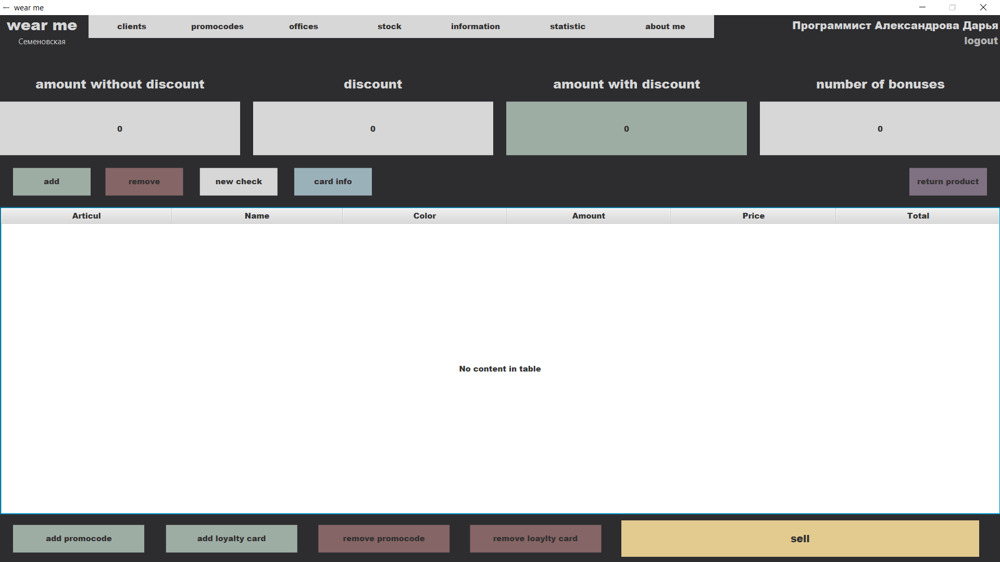 wear me
wear me
clients promocodes offices stock information statistic about me
Программист Александрова Дарья
Семеновская
logout
amount without discount discount amount with discount number of bonuses
0 0 0 0
add remove new check card info return product
Articul Name Color Amount Price Total
No content in table
add promocode add loyalty card remove promocode remove loaylty card sell